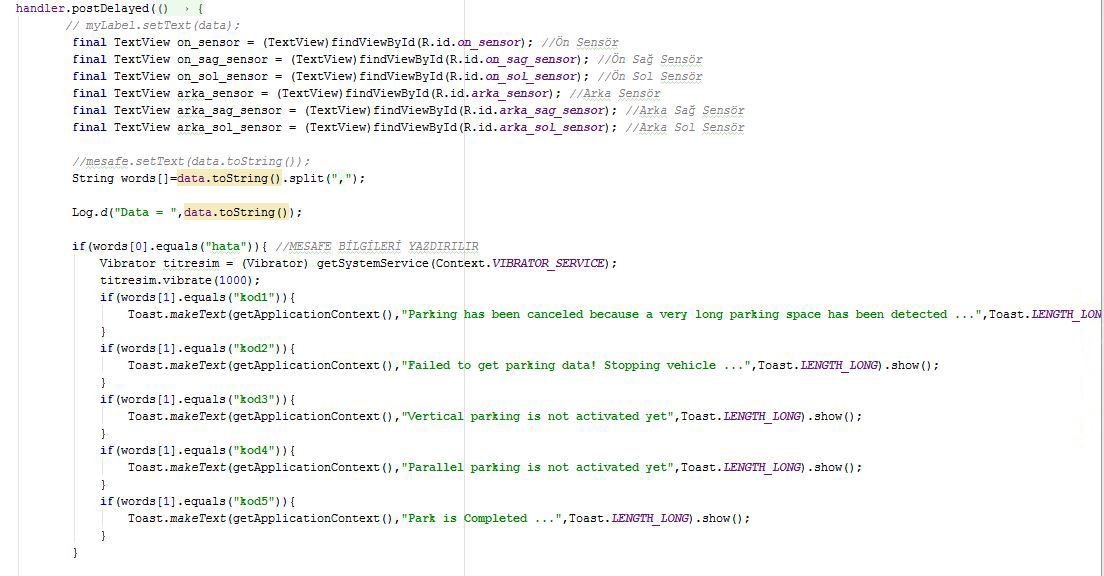 handler.postDelayed(() → {
// myLabel.setText(data);
final TextView on_sensor = (TextView)findViewById(R.id.on_sensor); //Ön Sensör
final TextView on_sag_sensor = (TextView)findViewById(R.id.on_sag_sensor); //Ön Sağ Sensör
final TextView on_sol_sensor = (TextView)findViewById(R.id.on_sol_sensor); //Ön Sol Sensör
final TextView arka_sensor = (TextView)findViewById(R.id.arka_sensor); //Arka Sensör
final TextView arka_sag_sensor = (TextView)findViewById(R.id.arka_sag_sensor); //Arka Sağ Sensör
final TextView arka_sol_sensor = (TextView)findViewById(R.id.arka_sol_sensor); //Arka Sol Sensör
//mesafe.setText(data.toString());
String words[]=data.toString().split(",");
Log.d("Data = ",data.toString());
if(words[0].equals("hata")){ //MESAFE BİLGİLERİ YAZDIRILIR
Vibrator titresim = (Vibrator) getSystemService(Context.VIBRATOR_SERVICE);
titresim.vibrate(1000);
if(words[1].equals("kod1")){
Toast.makeText(getApplicationContext(),"Parking has been canceled because a very long parking space has been detected ...",Toast.LENGTH_LON
}
if(words[1].equals("kod2")){
Toast.makeText(getApplicationContext(),"Failed to get parking data! Stopping vehicle ...",Toast.LENGTH_LONG).show();
}
if(words[1].equals("kod3")){
Toast.makeText(getApplicationContext(),"Vertical parking is not activated yet",Toast.LENGTH_LONG).show();
}
if(words[1].equals("kod4")){
Toast.makeText(getApplicationContext(),"Parallel parking is not activated yet",Toast.LENGTH_LONG).show();
}
if(words[1].equals("kod5")){
Toast.makeText(getApplicationContext(),"Park is Completed ...",Toast.LENGTH_LONG).show();
}
}